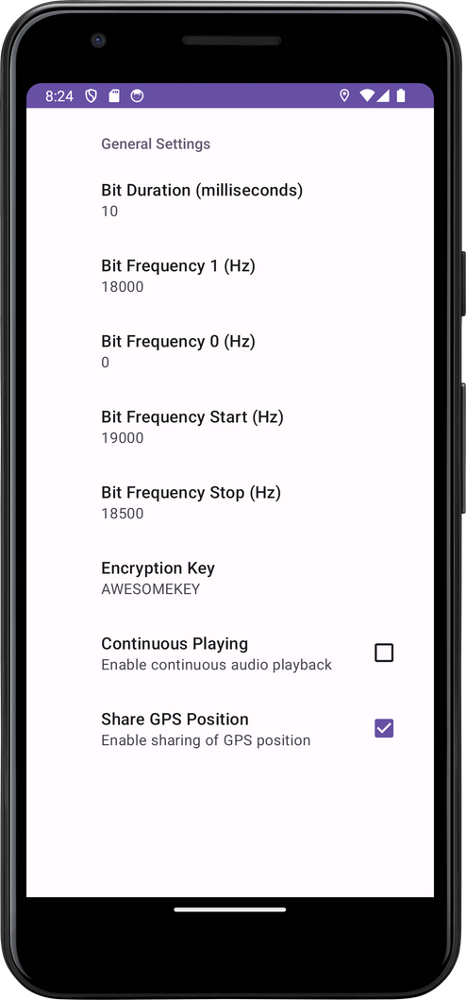 8:24
General Settings
Bit Duration (milliseconds)
10
Bit Frequency 1 (Hz)
18000
Bit Frequency 0 (Hz)
0
Bit Frequency Start (Hz)
19000
Bit Frequency Stop (Hz)
18500
Encryption Key
AWESOMEKEY
Continuous Playing
Enable continuous audio playback
Share GPS Position
Enable sharing of GPS position